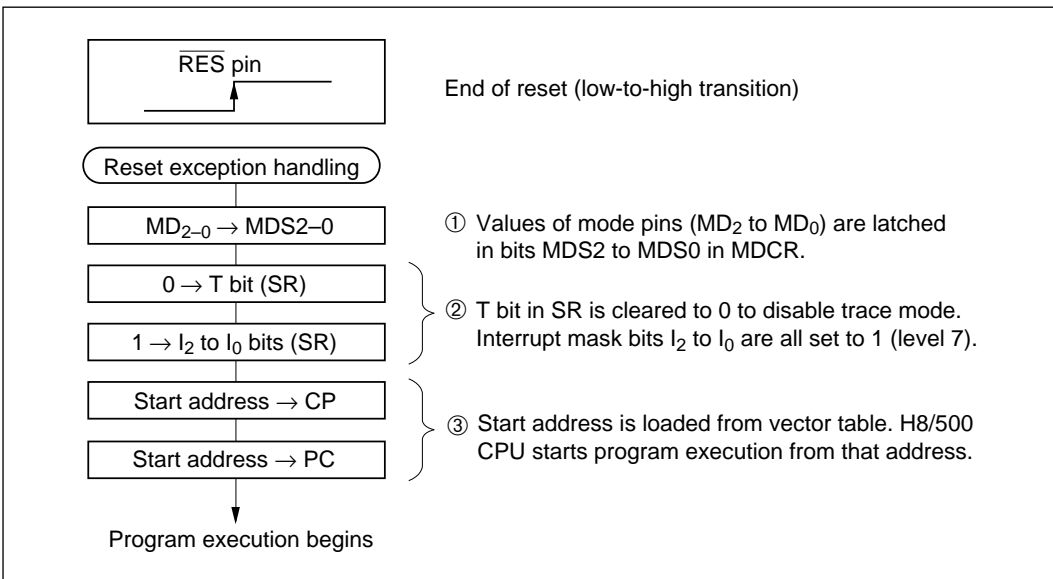 RES pin
End of reset (low-to-high transition)
Reset exception handling
MD2–0 → MDS2–0
① Values of mode pins (MD2 to MD0) are latched
in bits MDS2 to MDS0 in MDCR.
0 → T bit (SR)
② T bit in SR is cleared to 0 to disable trace mode.
Interrupt mask bits I2 to I0 are all set to 1 (level 7).
1 → I2 to I0 bits (SR)
Start address → CP
③ Start address is loaded from vector table. H8/500
CPU starts program execution from that address.
Start address → PC
Program execution begins